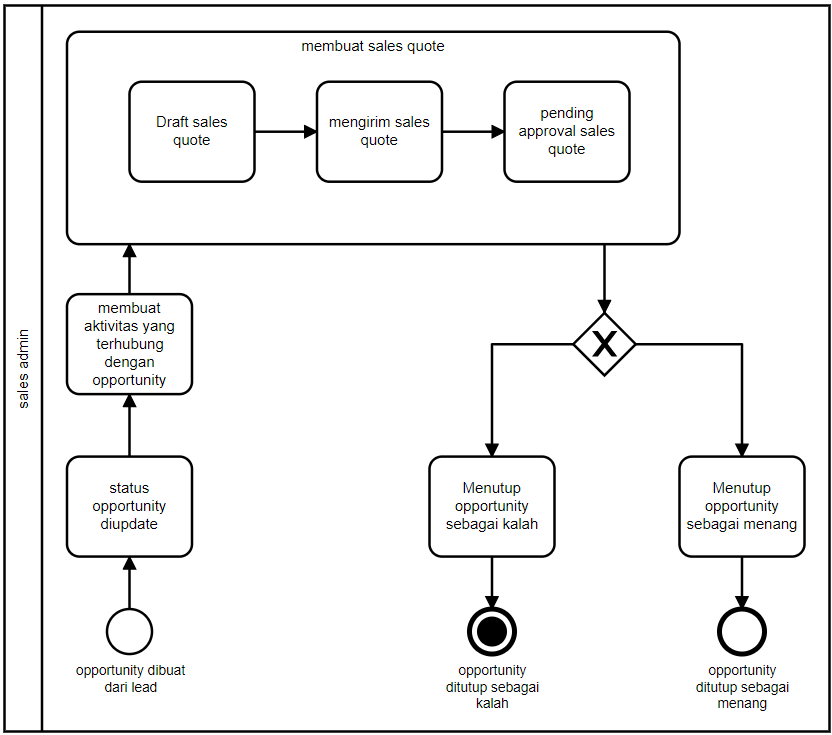 sales admin
membuat sales quote
Draft sales
quote
mengirim sales
quote
pending
approval sales
quote
membuat
aktivitas yang
terhubung
dengan
opportunity
X
status
opportunity
diupdate
Menutup
opportunity
sebagai kalah
Menutup
opportunity
sebagai menang
opportunity dibuat
dari lead
opportunity
ditutup sebagai
kalah
opportunity
ditutup sebagai
menang